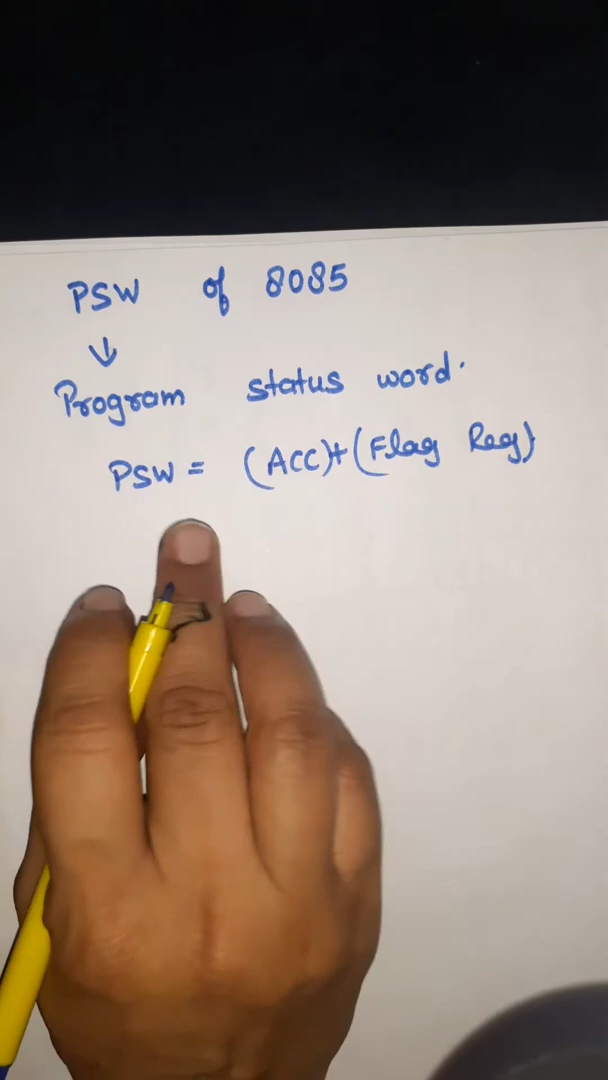 PSW of 8085
↓
Program status word.
PSW = (ACC)+(Flag Reg)